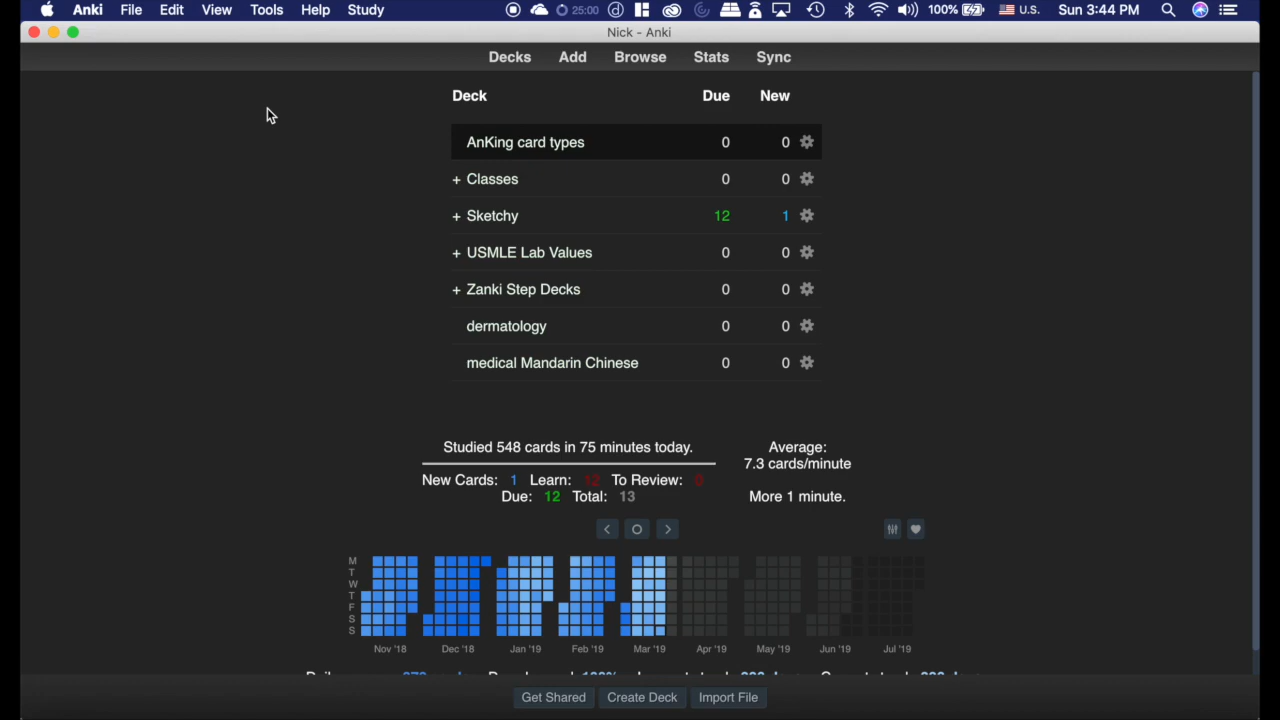 Anki File Edit View Tools Help Study 25:00 100% U.S. Sun 3:44 PM
Nick - Anki
Decks Add Browse Stats Sync
Deck Due New
AnKing card types 0 0
+ Classes 0 0
+ Sketchy 12 1
+ USMLE Lab Values 0 0
+ Zanki Step Decks 0 0
dermatology 0 0
medical Mandarin Chinese 0 0
Studied 548 cards in 75 minutes today.
Average:
7.3 cards/minute
New Cards: 1 Learn: 12 To Review: 0
Due: 12 Total: 13
More 1 minute.
M
T
W
T
F
S
S
Nov '18 Dec '18 Jan '19 Feb '19 Mar '19 Apr '19 May '19 Jun '19 Jul '19
Get Shared Create Deck Import File